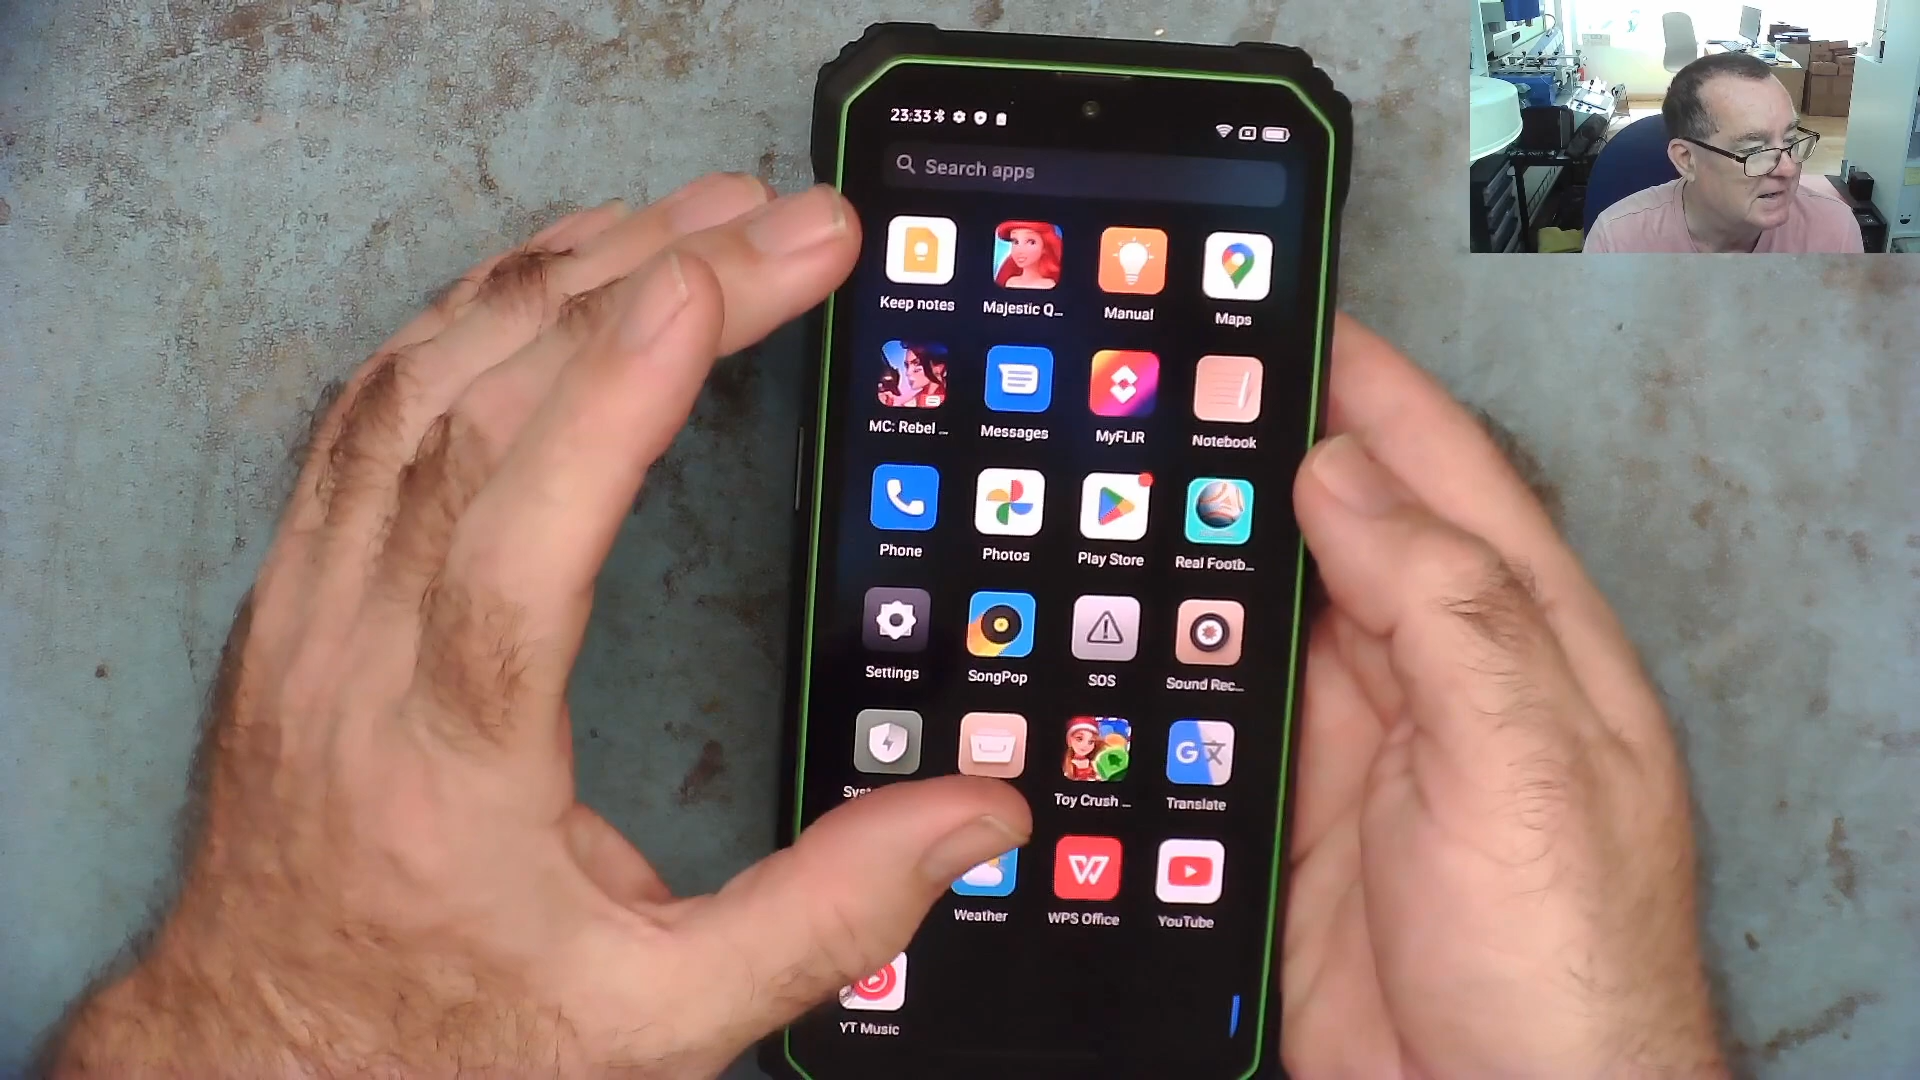 23:33
Search apps
Keep notes
Majestic Q...
Manual
Maps
MC: Rebel ...
Messages
MyFLIR
Notebook
Phone
Photos
Play Store
Real Footb...
Settings
SongPop
SOS
Sound Rec...
Syst
Toy Crush ...
Translate
Weather
WPS Office
YouTube
YT Music